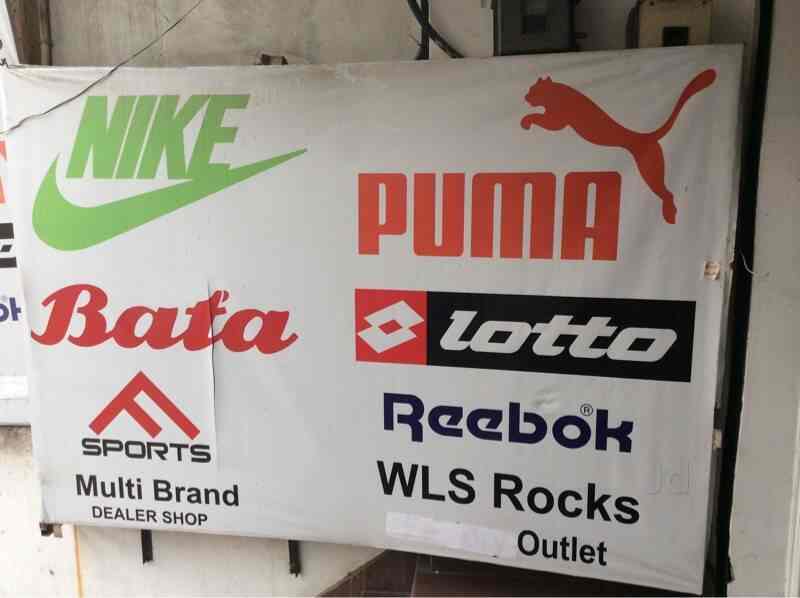 NIKE
PUMA
Bata
lotto
SPORTS
Reebok®
Multi Brand
WLS Rocks
DEALER SHOP
Outlet